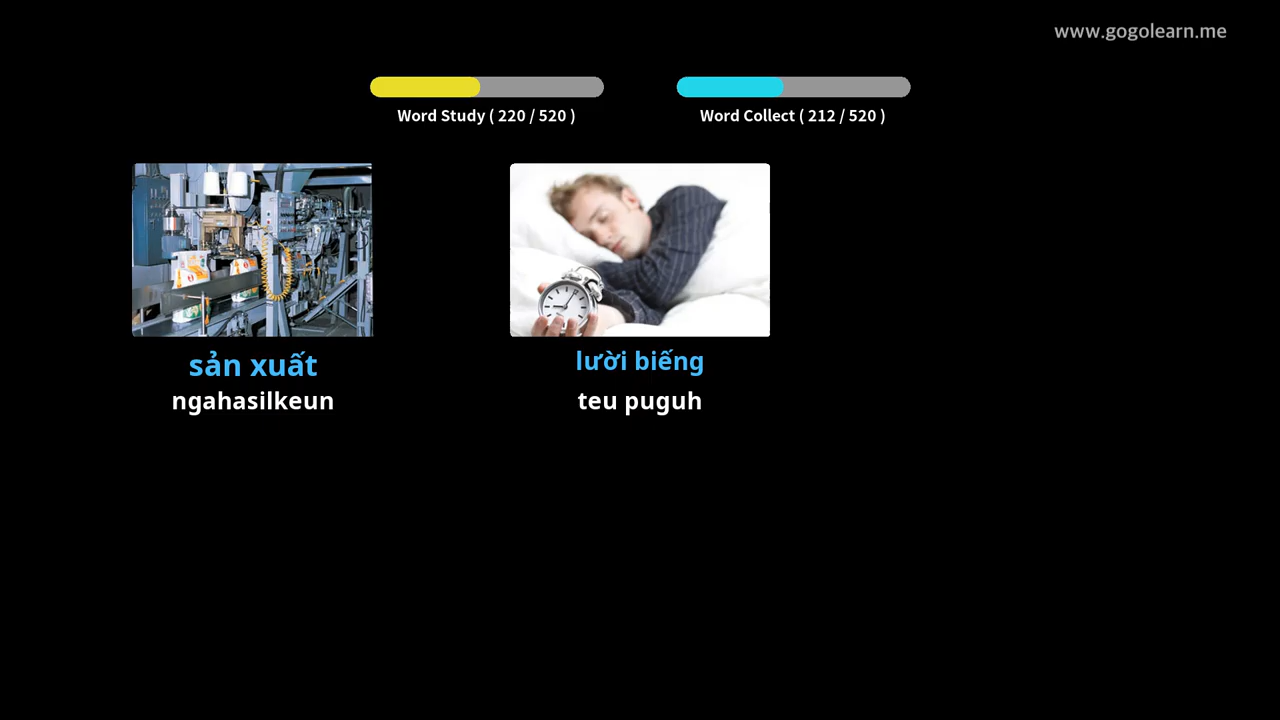 www.gogolearn.me
Word Study ( 220 / 520 )
Word Collect ( 212 / 520 )
sản xuất
ngahasilkeun
lười biếng
teu puguh